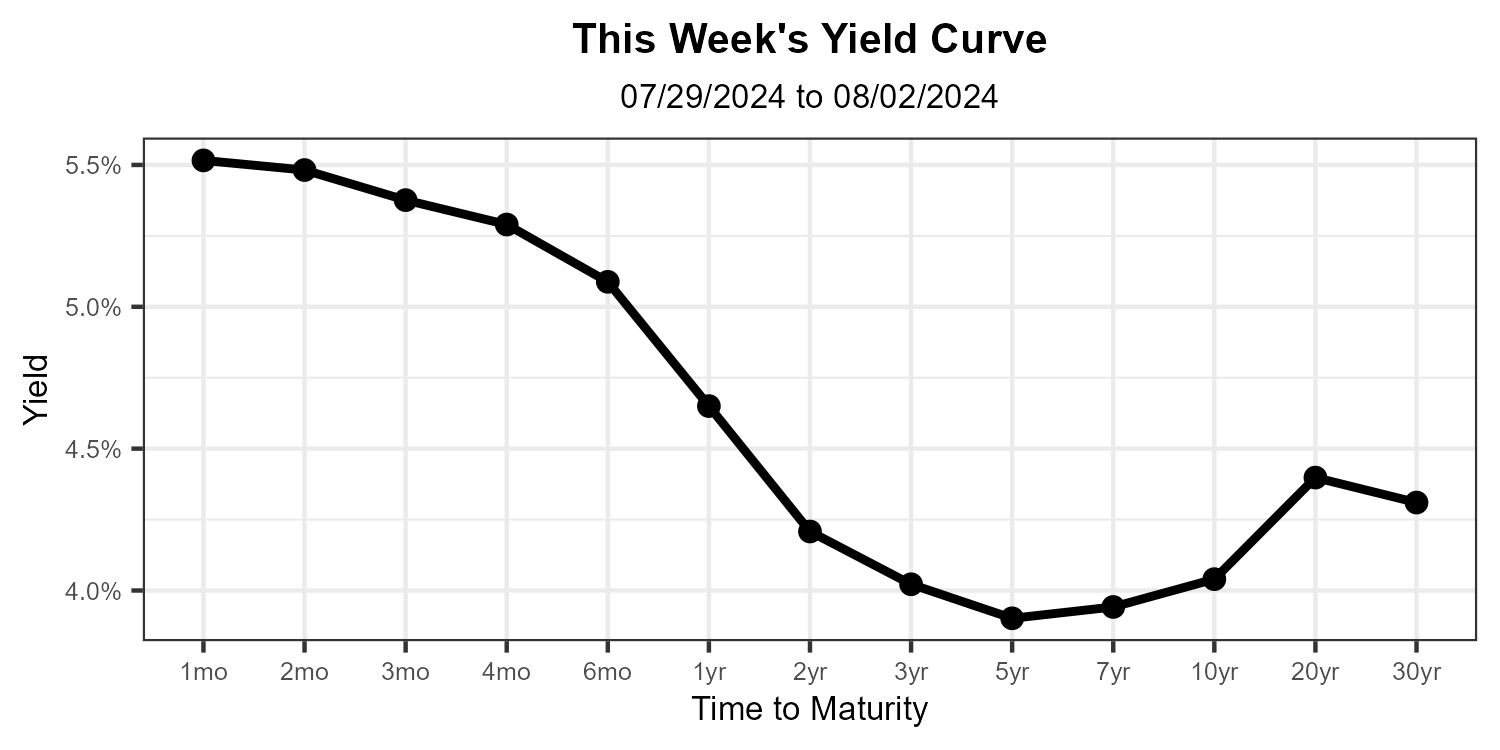 This Week's Yield Curve
07/29/2024 to 08/02/2024
5.5%
5.0%
4.5%
4.0%
Yield
1mo 2mo 3mo 4mo 6mo 1yr 2yr 3yr 5yr 7yr 10yr 20yr 30yr
Time to Maturity